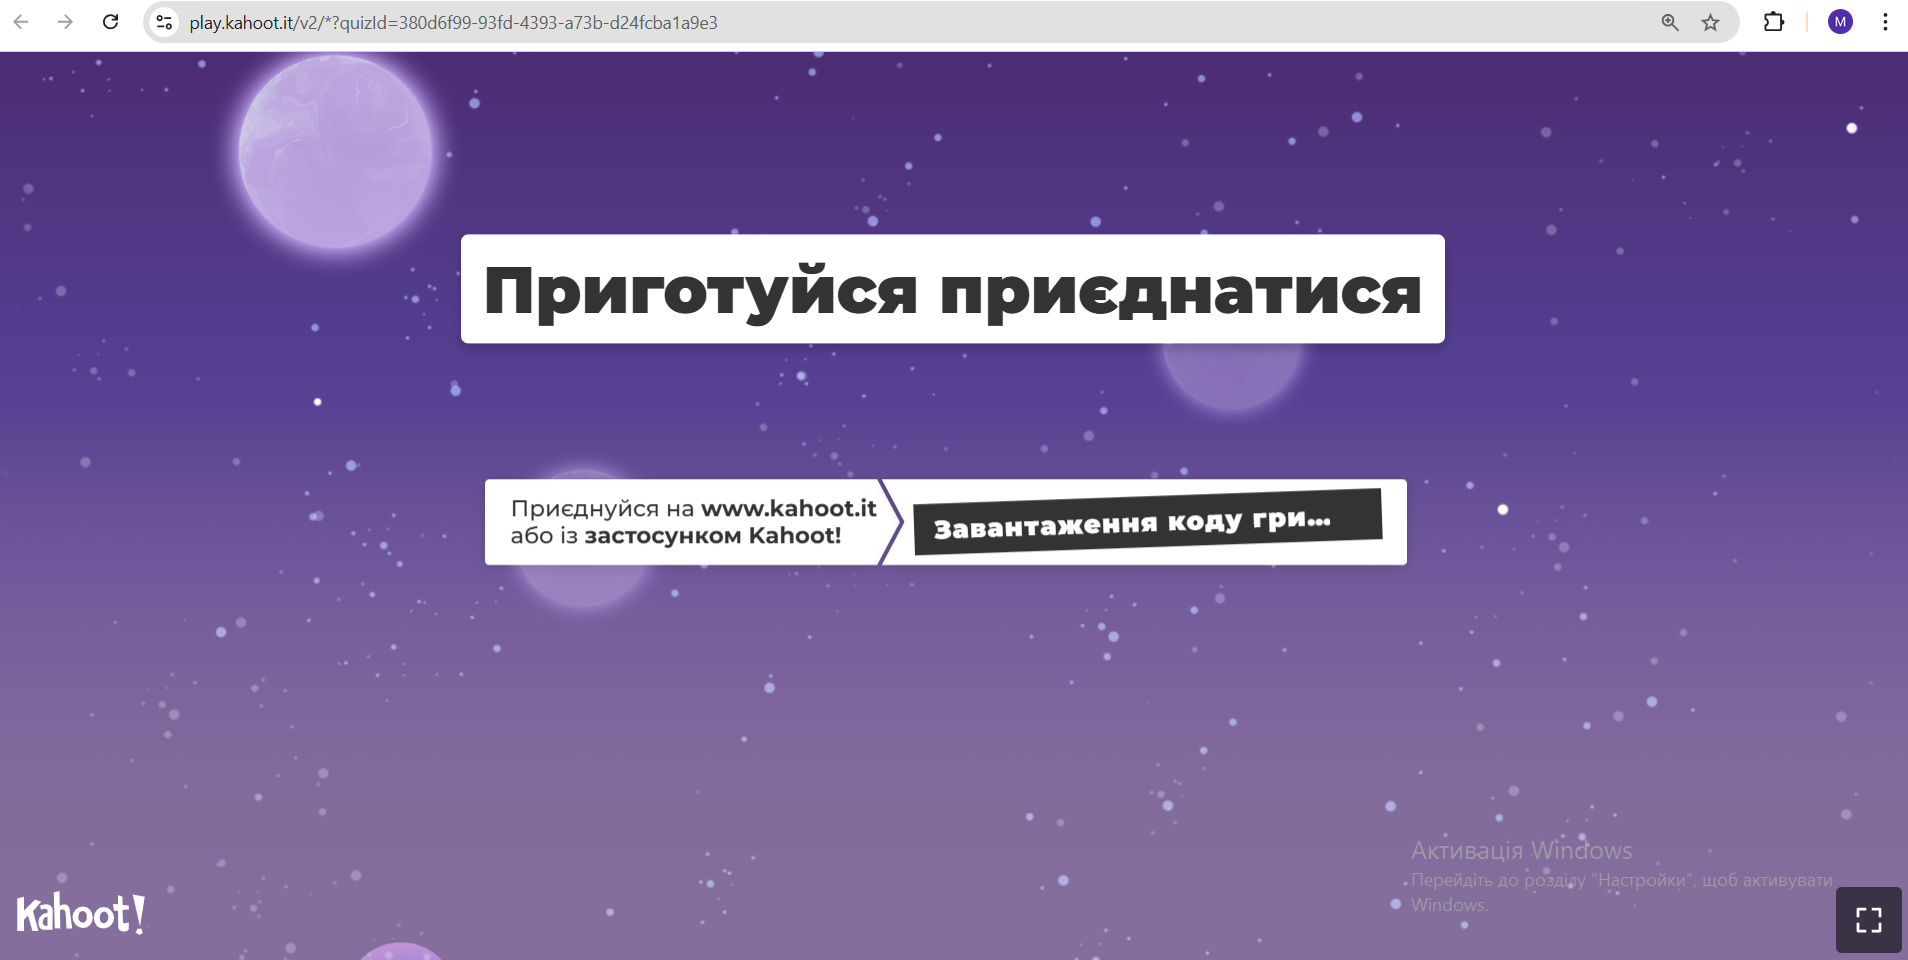 play.kahoot.it/v2/*?quizId=380d6f99-93fd-4393-a73b-d24fcba1a9e3
M
Приготуйся приєднатися
Приєднуйся на www.kahoot.it
або із застосунком Kahoot!
Завантаження коду гри...
Активація Windows
Перейдіть до розділу "Настройки", щоб активувати
Windows.
Kahoot!